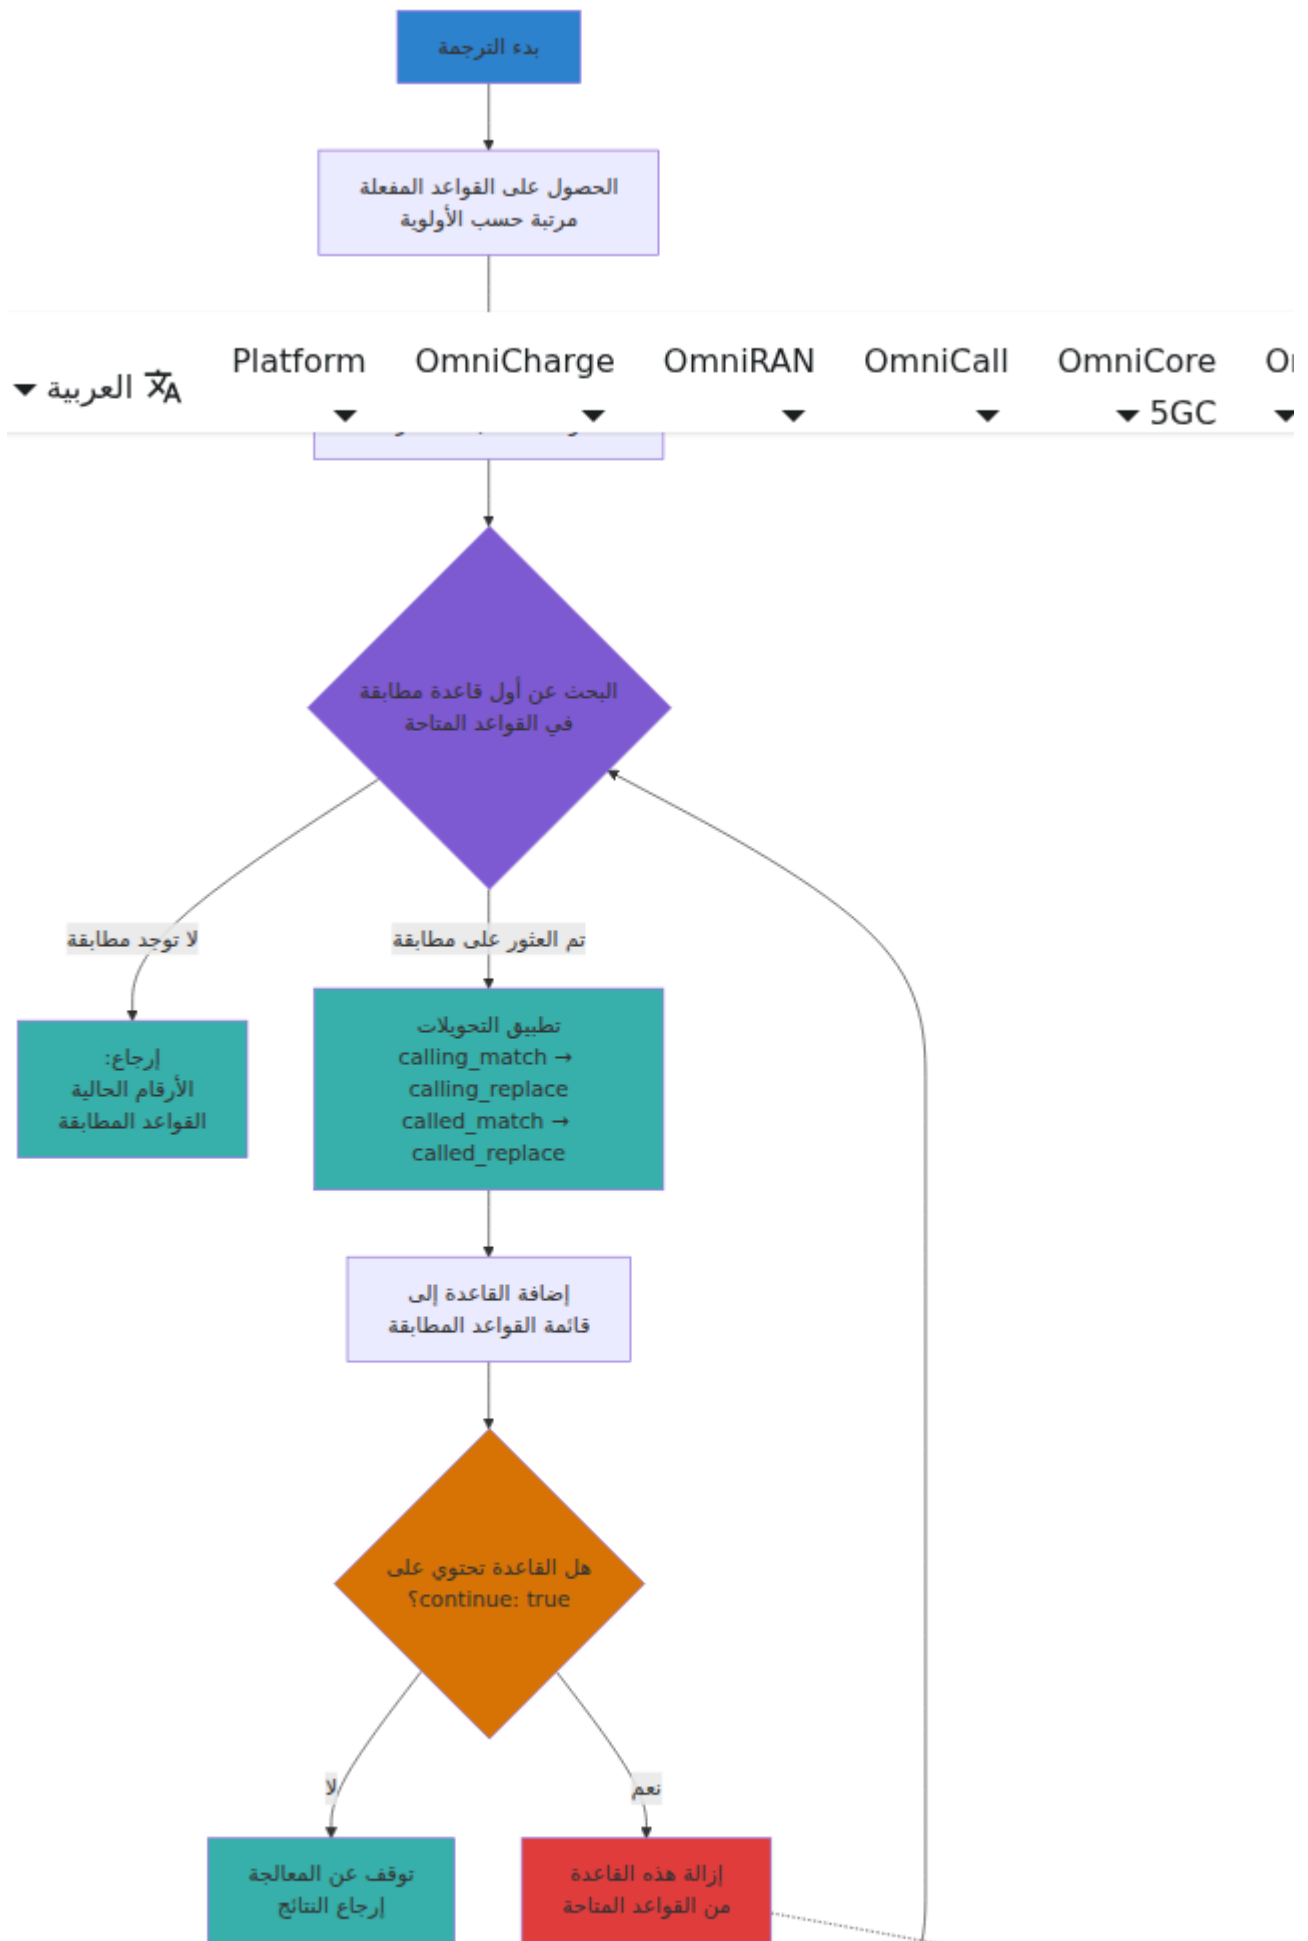 بدء الترجمة
الحصول على القواعد المفعلة
مرتبة حسب الأولوية
العربية
Platform
OmniCharge
OmniRAN
OmniCall
OmniCore
5GC
البحث عن أول قاعدة مطابقة
في القواعد المتاحة
لا توجد مطابقة
تم العثور على مطابقة
إرجاع:
الأرقام الحالية
القواعد المطابقة
تطبيق التحويلات
calling_match →
calling_replace
called_match →
called_replace
إضافة القاعدة إلى
قائمة القواعد المطابقة
هل القاعدة تحتوي على
continue: true؟
لا
نعم
توقف عن المعالجة
إرجاع النتائج
إزالة هذه القاعدة
من القواعد المتاحة